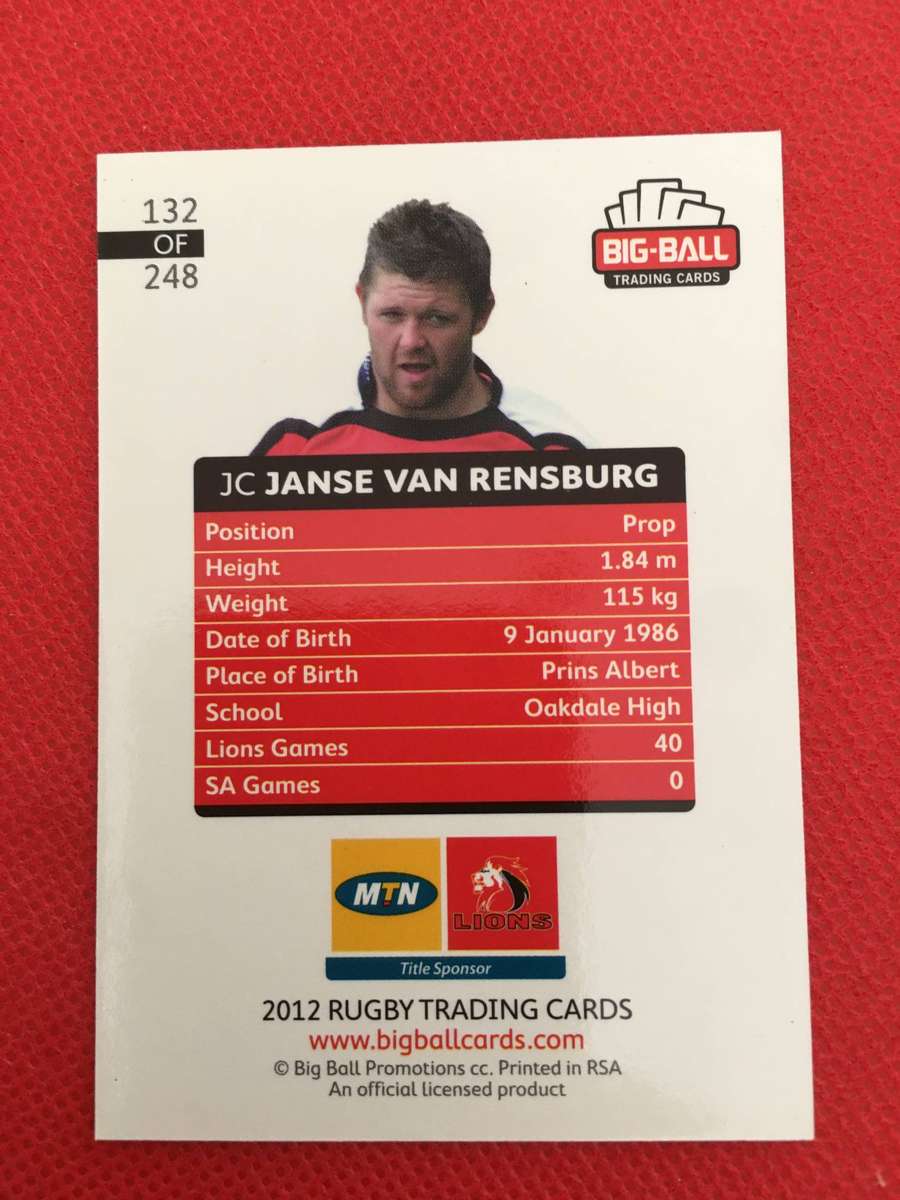 132
OF
248
BIG-BALL
TRADING CARDS
JC JANSE VAN RENSBURG
Position Prop
Height 1.84 m
Weight 115 kg
Date of Birth 9 January 1986
Place of Birth Prins Albert
School Oakdale High
Lions Games 40
SA Games 0
MTN
LIONS
Title Sponsor
2012 RUGBY TRADING CARDS
www.bigballcards.com
© Big Ball Promotions cc. Printed in RSA
An official licensed product